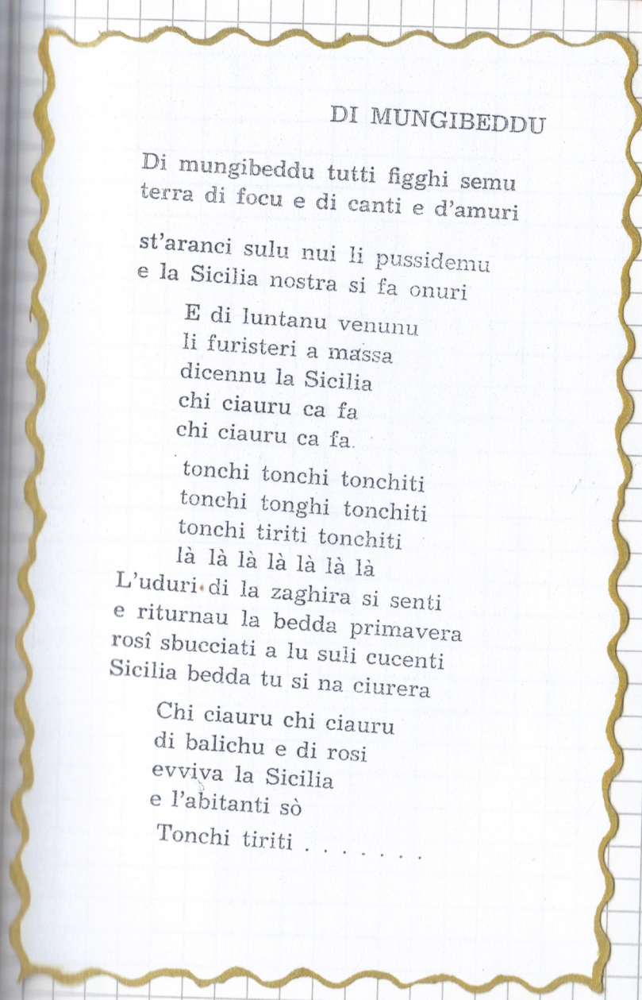 DI MUNGIBEDDU
Di mungibeddu tutti figghi semu
terra di focu e di canti e d'amuri
st'aranci sulu nui li pussidemu
e la Sicilia nostra si fa onuri
E di luntanu venunu
li furisteri a massa
dicennu la Sicilia
chi ciauru ca fa
chi ciauru ca fa.
tonchi tonchi tonchiti
tonchi tonghi tonchiti
tonchi tiriti tonchiti
là là là là là là là
L'uduri di la zaghira si senti
e riturnau la bedda primavera
rosî sbucciati a lu suli cucenti
Sicilia bedda tu si na ciurera
Chi ciauru chi ciauru
di balichu e di rosi
evviva la Sicilia
e l'abitanti sò
Tonchi tiriti . . . . . . .